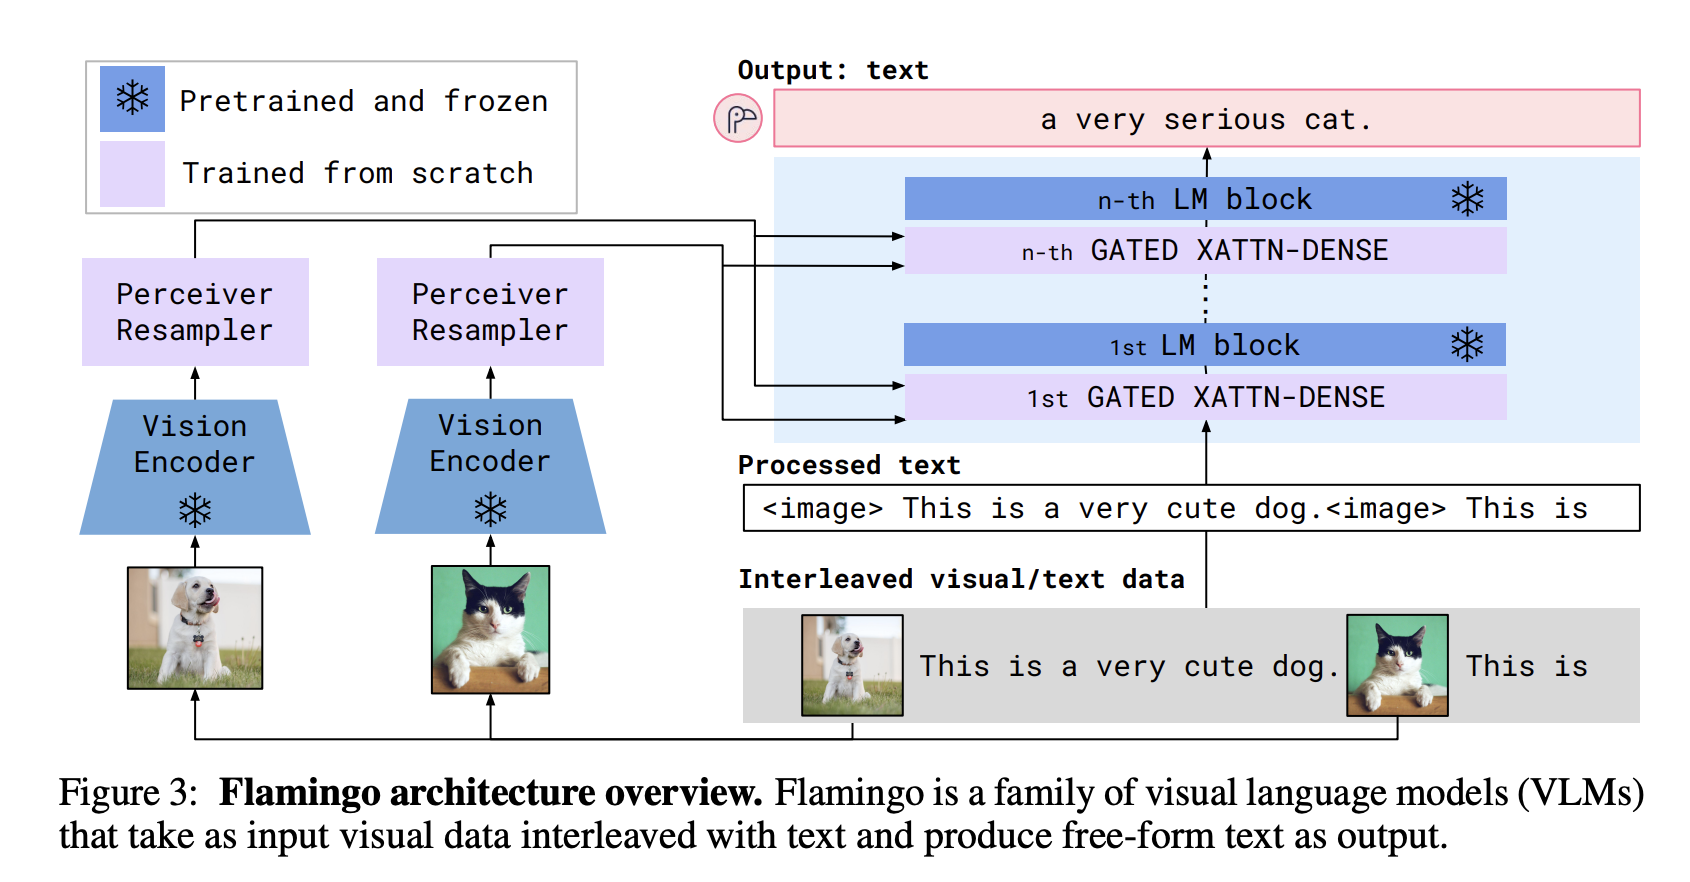 Pretrained and frozen
Trained from scratch
Output: text
a very serious cat.
n-th LM block
n-th GATED XATTN-DENSE
1st LM block
1st GATED XATTN-DENSE
Perceiver
Resampler
Perceiver
Resampler
Vision
Encoder
Vision
Encoder
Processed text
<image> This is a very cute dog.<image> This is
Interleaved visual/text data
This is a very cute dog.
This is
Figure 3: Flamingo architecture overview. Flamingo is a family of visual language models (VLMs)
that take as input visual data interleaved with text and produce free-form text as output.